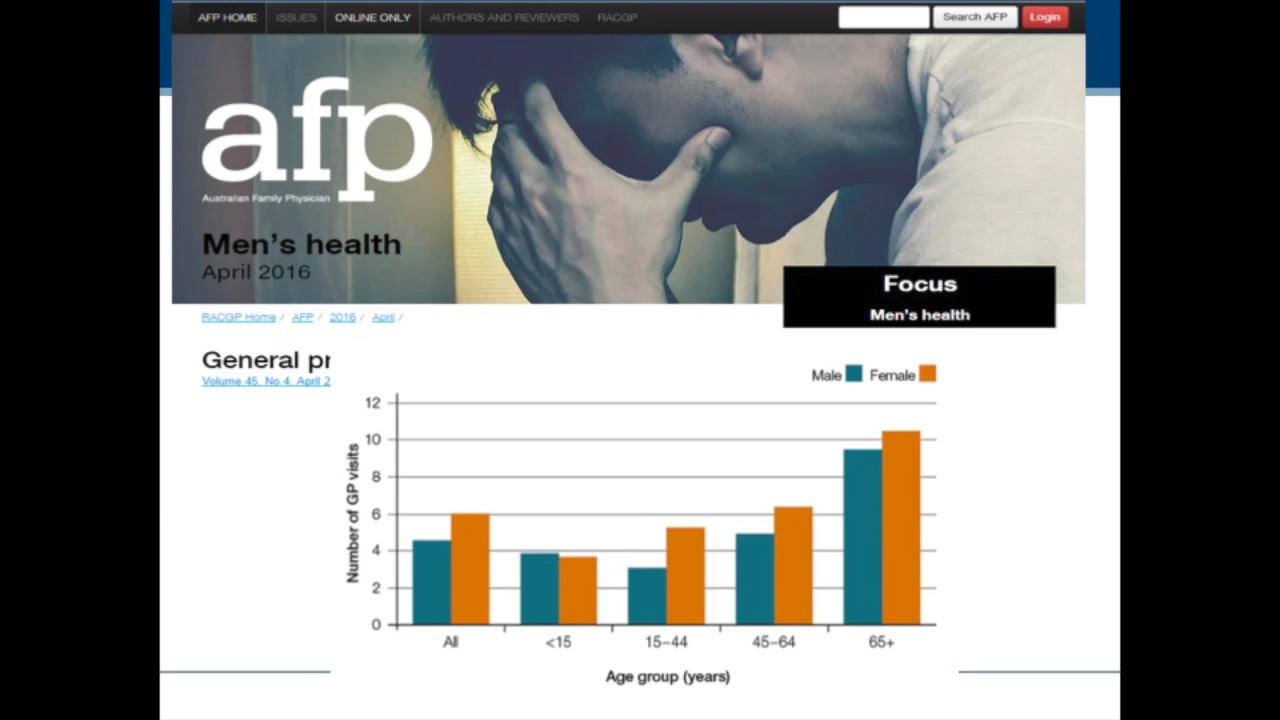 AFP HOME ISSUES ONLINE ONLY AUTHORS AND REVIEWERS RACGP Search AFP Login
afp
Australian Family Physician
Men's health
April 2016
Focus
Men's health
RACGP Home / AFP / 2016 / April /
General pr
Volume 45, No.4, April 2
Male Female
12
10
8
6
4
2
0
Number of GP visits
All <15 15–44 45–64 65+
Age group (years)